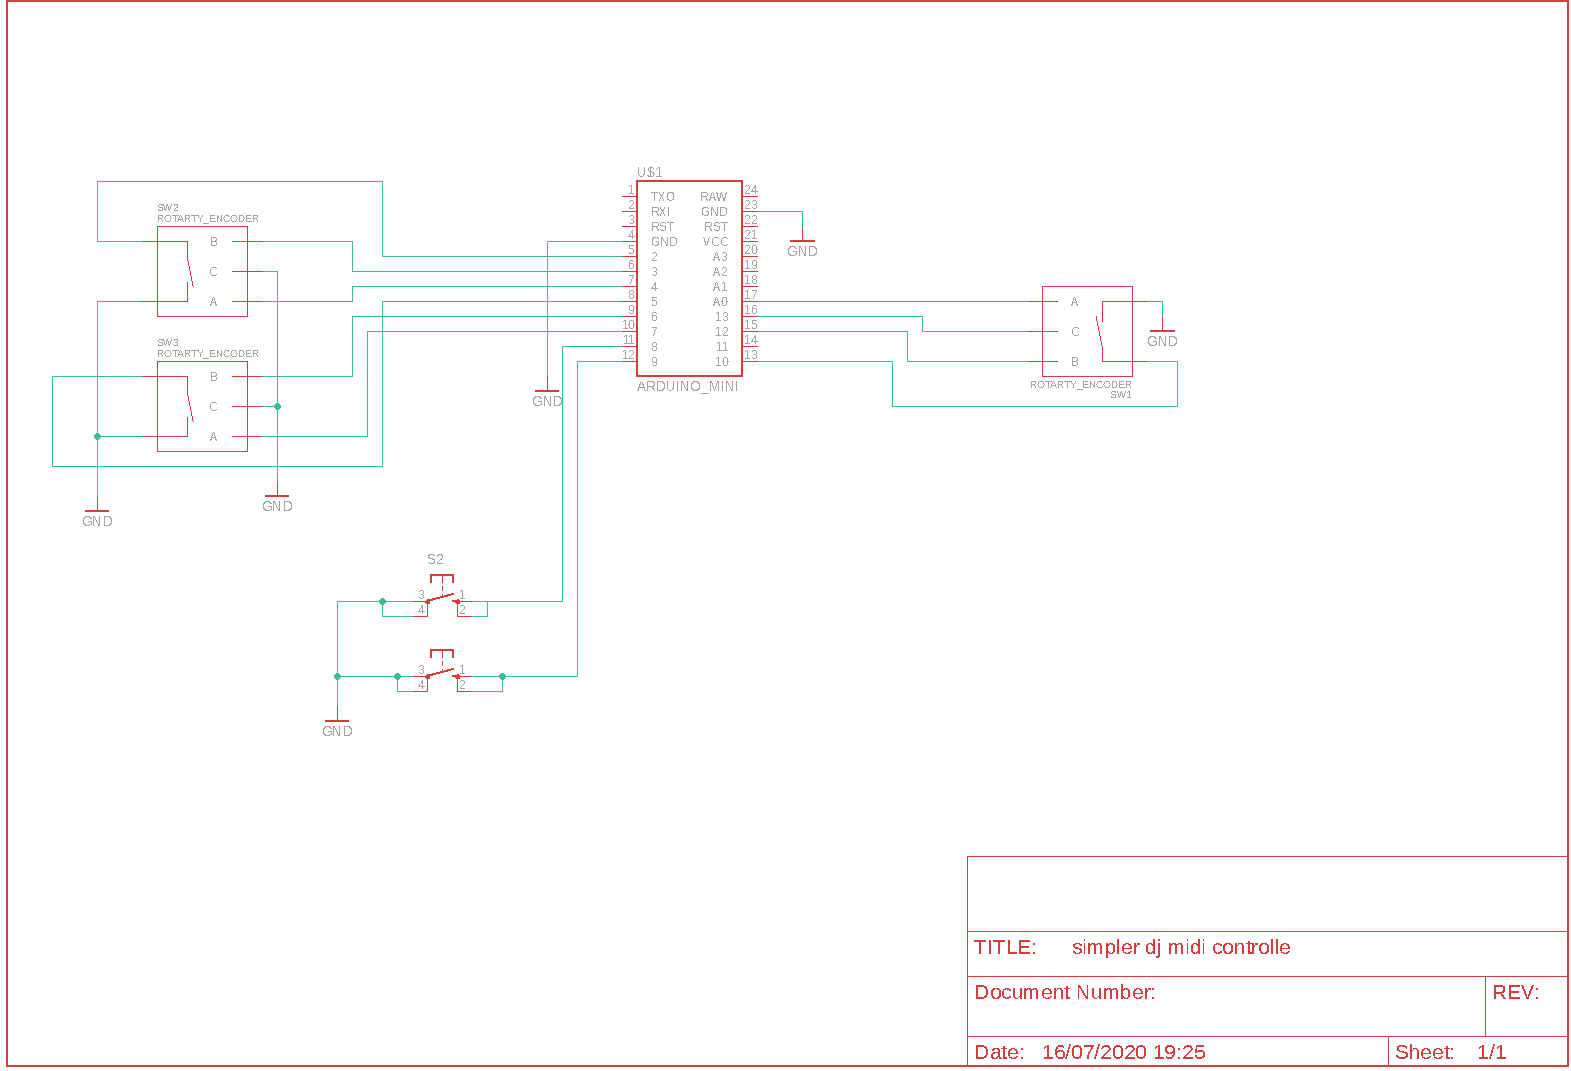 U$1
1 TXO RAW 24
2 RXI GND 23
3 RST RST 22
4 GND VCC 21
5 2 A3 20
6 3 A2 19
7 4 A1 18
8 5 A0 17
9 6 13 16
10 7 12 15
11 8 11 14
12 9 10 13
ARDUINO_MINI
GND
GND
SW2
ROTARTY_ENCODER
B
C
A
SW3
ROTARTY_ENCODER
B
C
A
GND
GND
A
C
B
GND
ROTARTY_ENCODER
SW1
S2
3 1
4 2
3 1
4 2
GND
TITLE: simpler dj midi controlle
Document Number:
REV:
Date: 16/07/2020 19:25
Sheet: 1/1